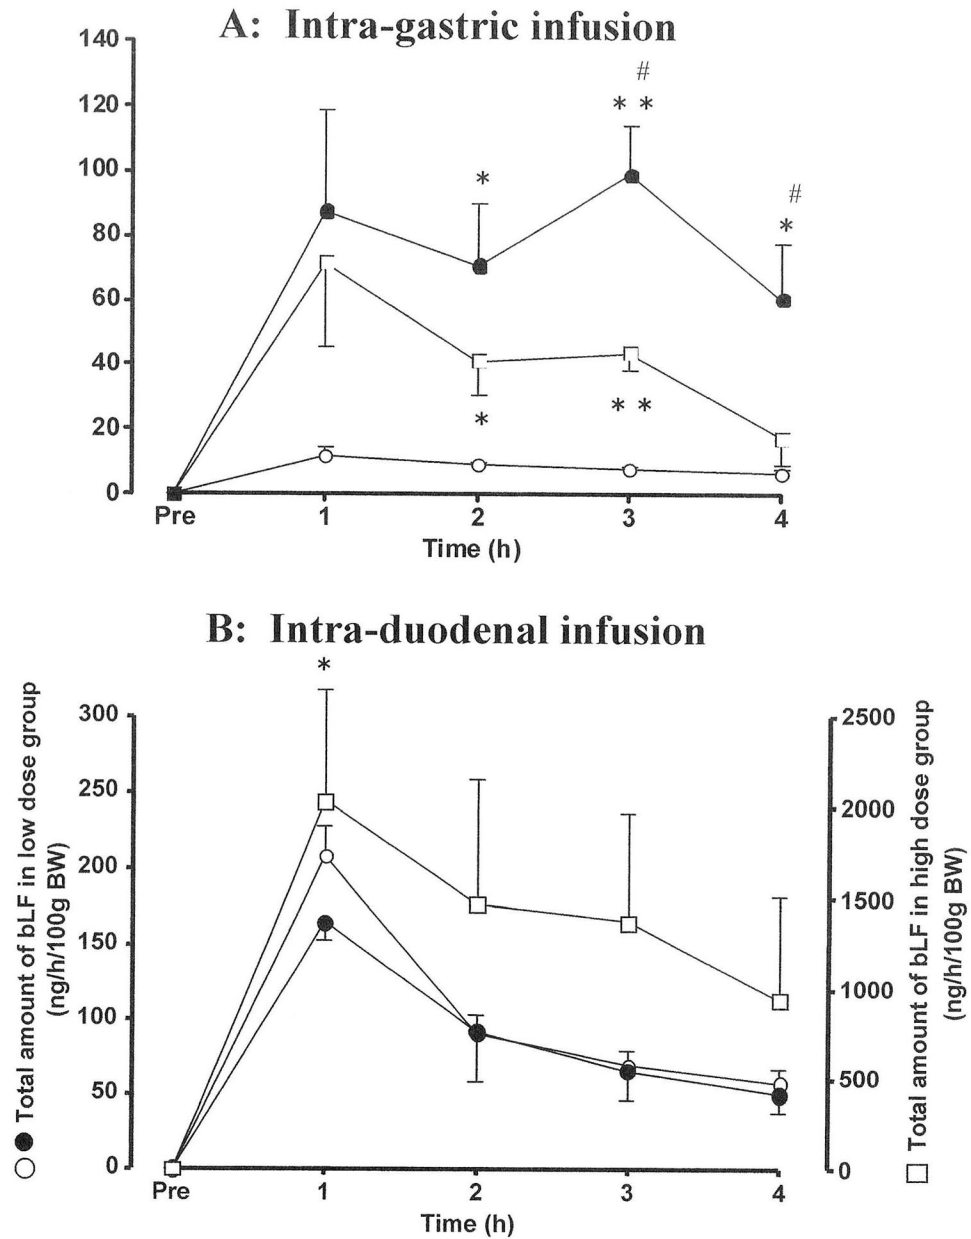 A: Intra-gastric infusion
140
120
100
80
60
40
20
0
#
* *
*
#
*
*
* *
Pre 1 2 3 4
Time (h)
B: Intra-duodenal infusion
*
Total amount of bLF in low dose group
(ng/h/100g BW)
300
250
200
150
100
50
0
2500
2000
1500
1000
500
0
Total amount of bLF in high dose group
(ng/h/100g BW)
Pre 1 2 3 4
Time (h)